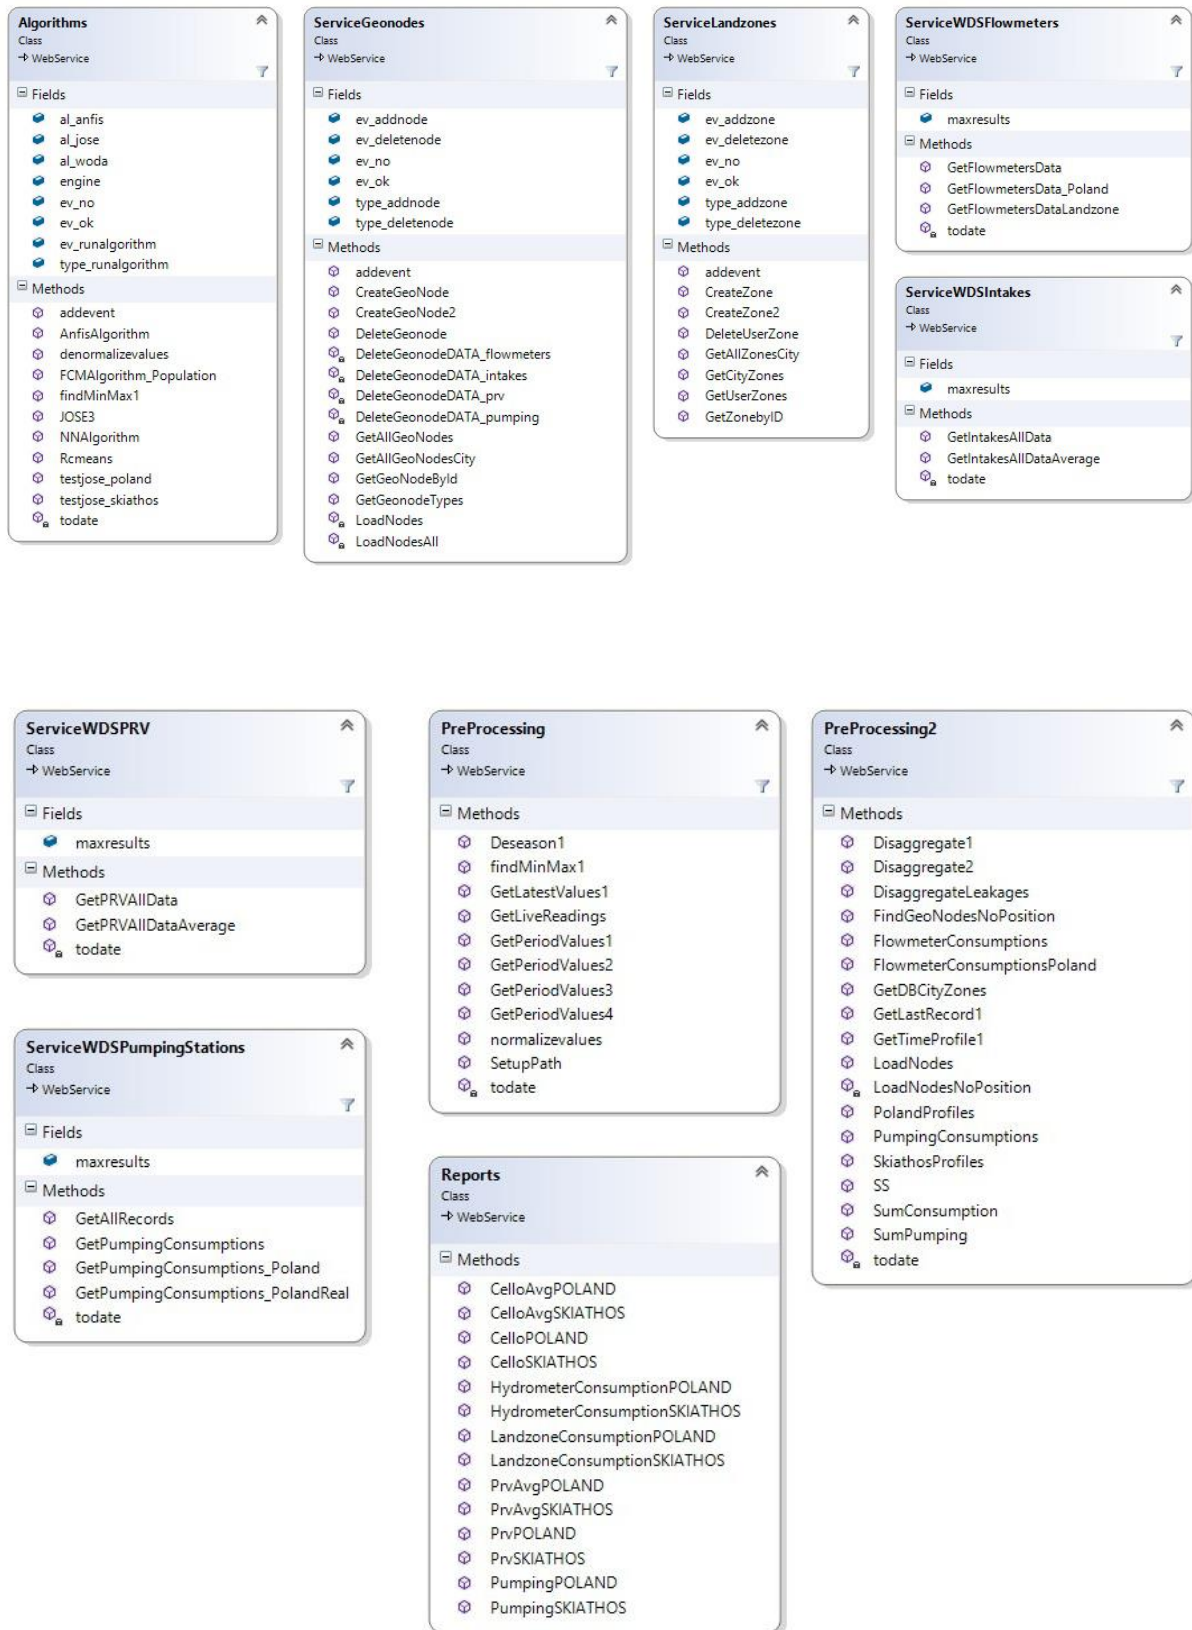 Algorithms
Class
WebService
Fields
al_anfis
al_jose
al_woda
engine
ev_no
ev_ok
ev_runalgorithm
type_runalgorithm
Methods
addevent
AnfisAlgorithm
denormalizevalues
FCMAlgorithm_Population
findMinMax1
JOSE3
NNAlgorithm
Rcmeans
testjose_poland
testjose_skiathos
todate
ServiceGeonodes
Class
WebService
Fields
ev_addnode
ev_deletenode
ev_no
ev_ok
type_addnode
type_deletenode
Methods
addevent
CreateGeoNode
CreateGeoNode2
DeleteGeonode
DeleteGeonodeDATA_flowmeters
DeleteGeonodeDATA_intakes
DeleteGeonodeDATA_prv
DeleteGeonodeDATA_pumping
GetAllGeoNodes
GetAllGeoNodesCity
GetGeoNodeById
GetGeonodeTypes
LoadNodes
LoadNodesAll
ServiceLandzones
Class
WebService
Fields
ev_addzone
ev_deletezone
ev_no
ev_ok
type_addzone
type_deletezone
Methods
addevent
CreateZone
CreateZone2
DeleteUserZone
GetAllZonesCity
GetCityZones
GetUserZones
GetZonebyID
ServiceWDSFlowmeters
Class
WebService
Fields
maxresults
Methods
GetFlowmetersData
GetFlowmetersData_Poland
GetFlowmetersDataLandzone
todate
ServiceWDSIntakes
Class
WebService
Fields
maxresults
Methods
GetIntakesAllData
GetIntakesAllDataAverage
todate
ServiceWDSPRV
Class
WebService
Fields
maxresults
Methods
GetPRVAllData
GetPRVAllDataAverage
todate
ServiceWDSPumpingStations
Class
WebService
Fields
maxresults
Methods
GetAllRecords
GetPumpingConsumptions
GetPumpingConsumptions_Poland
GetPumpingConsumptions_PolandReal
todate
PreProcessing
Class
WebService
Methods
Deseason1
findMinMax1
GetLatestValues1
GetLiveReadings
GetPeriodValues1
GetPeriodValues2
GetPeriodValues3
GetPeriodValues4
normalizevalues
SetupPath
todate
Reports
Class
WebService
Methods
CelloAvgPOLAND
CelloAvgSKIATHOS
CelloPOLAND
CelloSKIATHOS
HydrometerConsumptionPOLAND
HydrometerConsumptionSKIATHOS
LandzoneConsumptionPOLAND
LandzoneConsumptionSKIATHOS
PrvAvgPOLAND
PrvAvgSKIATHOS
PrvPOLAND
PrvSKIATHOS
PumpingPOLAND
PumpingSKIATHOS
PreProcessing2
Class
WebService
Methods
Disaggregate1
Disaggregate2
DisaggregateLeakages
FindGeoNodesNoPosition
FlowmeterConsumptions
FlowmeterConsumptionsPoland
GetDBCityZones
GetLastRecord1
GetTimeProfile1
LoadNodes
LoadNodesNoPosition
PolandProfiles
PumpingConsumptions
SkiathosProfiles
SS
SumConsumption
SumPumping
todate